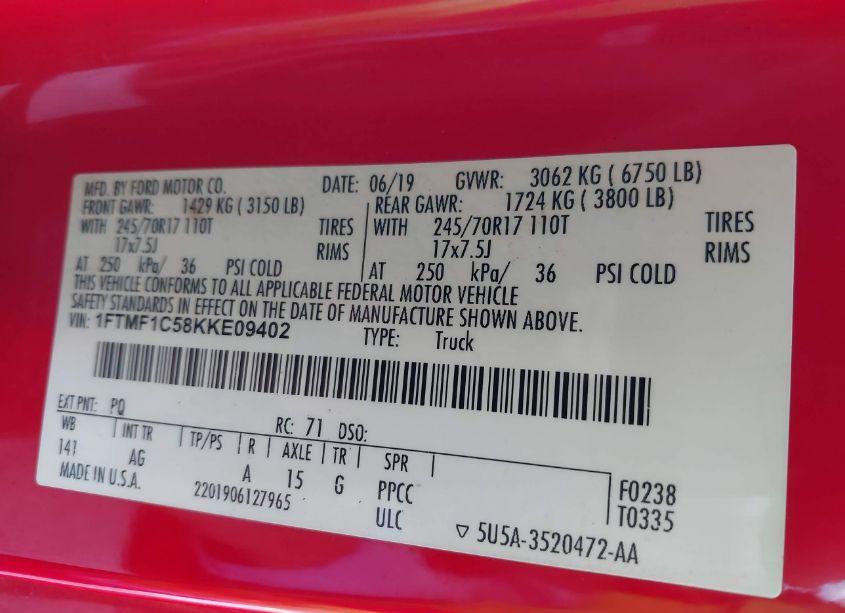 MFD. BY FORD MOTOR CO. DATE: 06/19 GVWR: 3062 KG ( 6750 LB)
FRONT GAWR: 1429 KG ( 3150 LB) REAR GAWR: 1724 KG ( 3800 LB)
WITH 245/70R17 110T TIRES WITH 245/70R17 110T TIRES
17x7.5J RIMS 17x7.5J RIMS
AT 250 kPa/ 36 PSI COLD AT 250 kPa/ 36 PSI COLD
THIS VEHICLE CONFORMS TO ALL APPLICABLE FEDERAL MOTOR VEHICLE
SAFETY STANDARDS IN EFFECT ON THE DATE OF MANUFACTURE SHOWN ABOVE.
VIN: 1FTMF1C58KKE09402 TYPE: Truck
EXT PNT: PQ RC: 71 DSO:
WB INT TR TP/PS R AXLE TR SPR
141 AG A 15 G PPCC F0238
MADE IN U.S.A. 2201906127965 ULC T0335
5U5A-3520472-AA